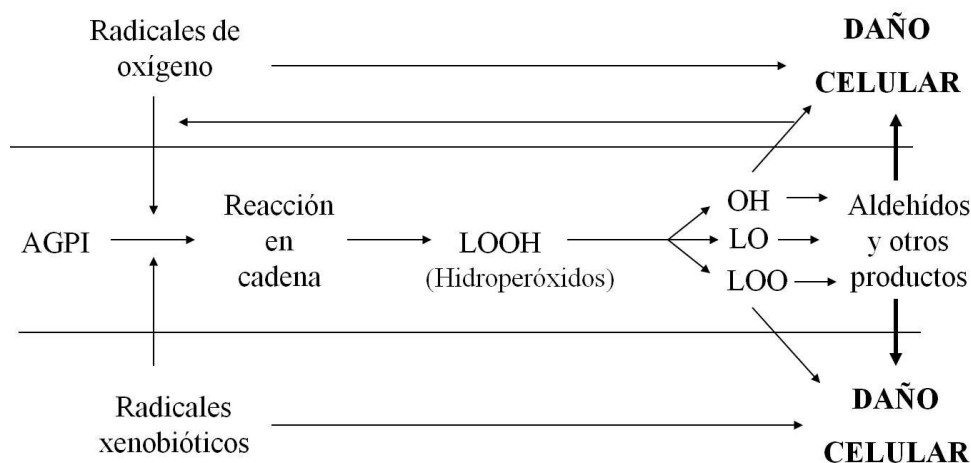 Radicales de
oxígeno
DAÑO
CELULAR
AGPI
Reacción
en
cadena
LOOH
(Hidroperóxidos)
OH
LO
LOO
Aldehídos
y otros
productos
Radicales
xenobióticos
DAÑO
CELULAR